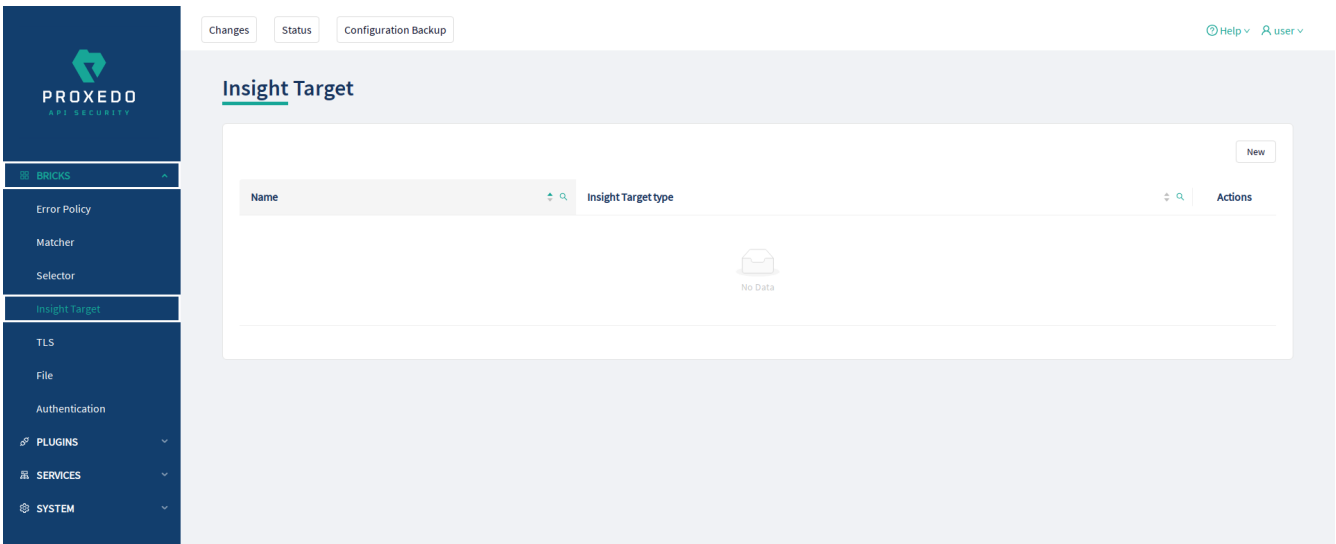 Changes Status Configuration Backup Help user
PROXEDO
API SECURITY
Insight Target
New
BRICKS
Name Insight Target type Actions
Error Policy
Matcher
Selector
No Data
Insight Target
TLS
File
Authentication
PLUGINS
SERVICES
SYSTEM